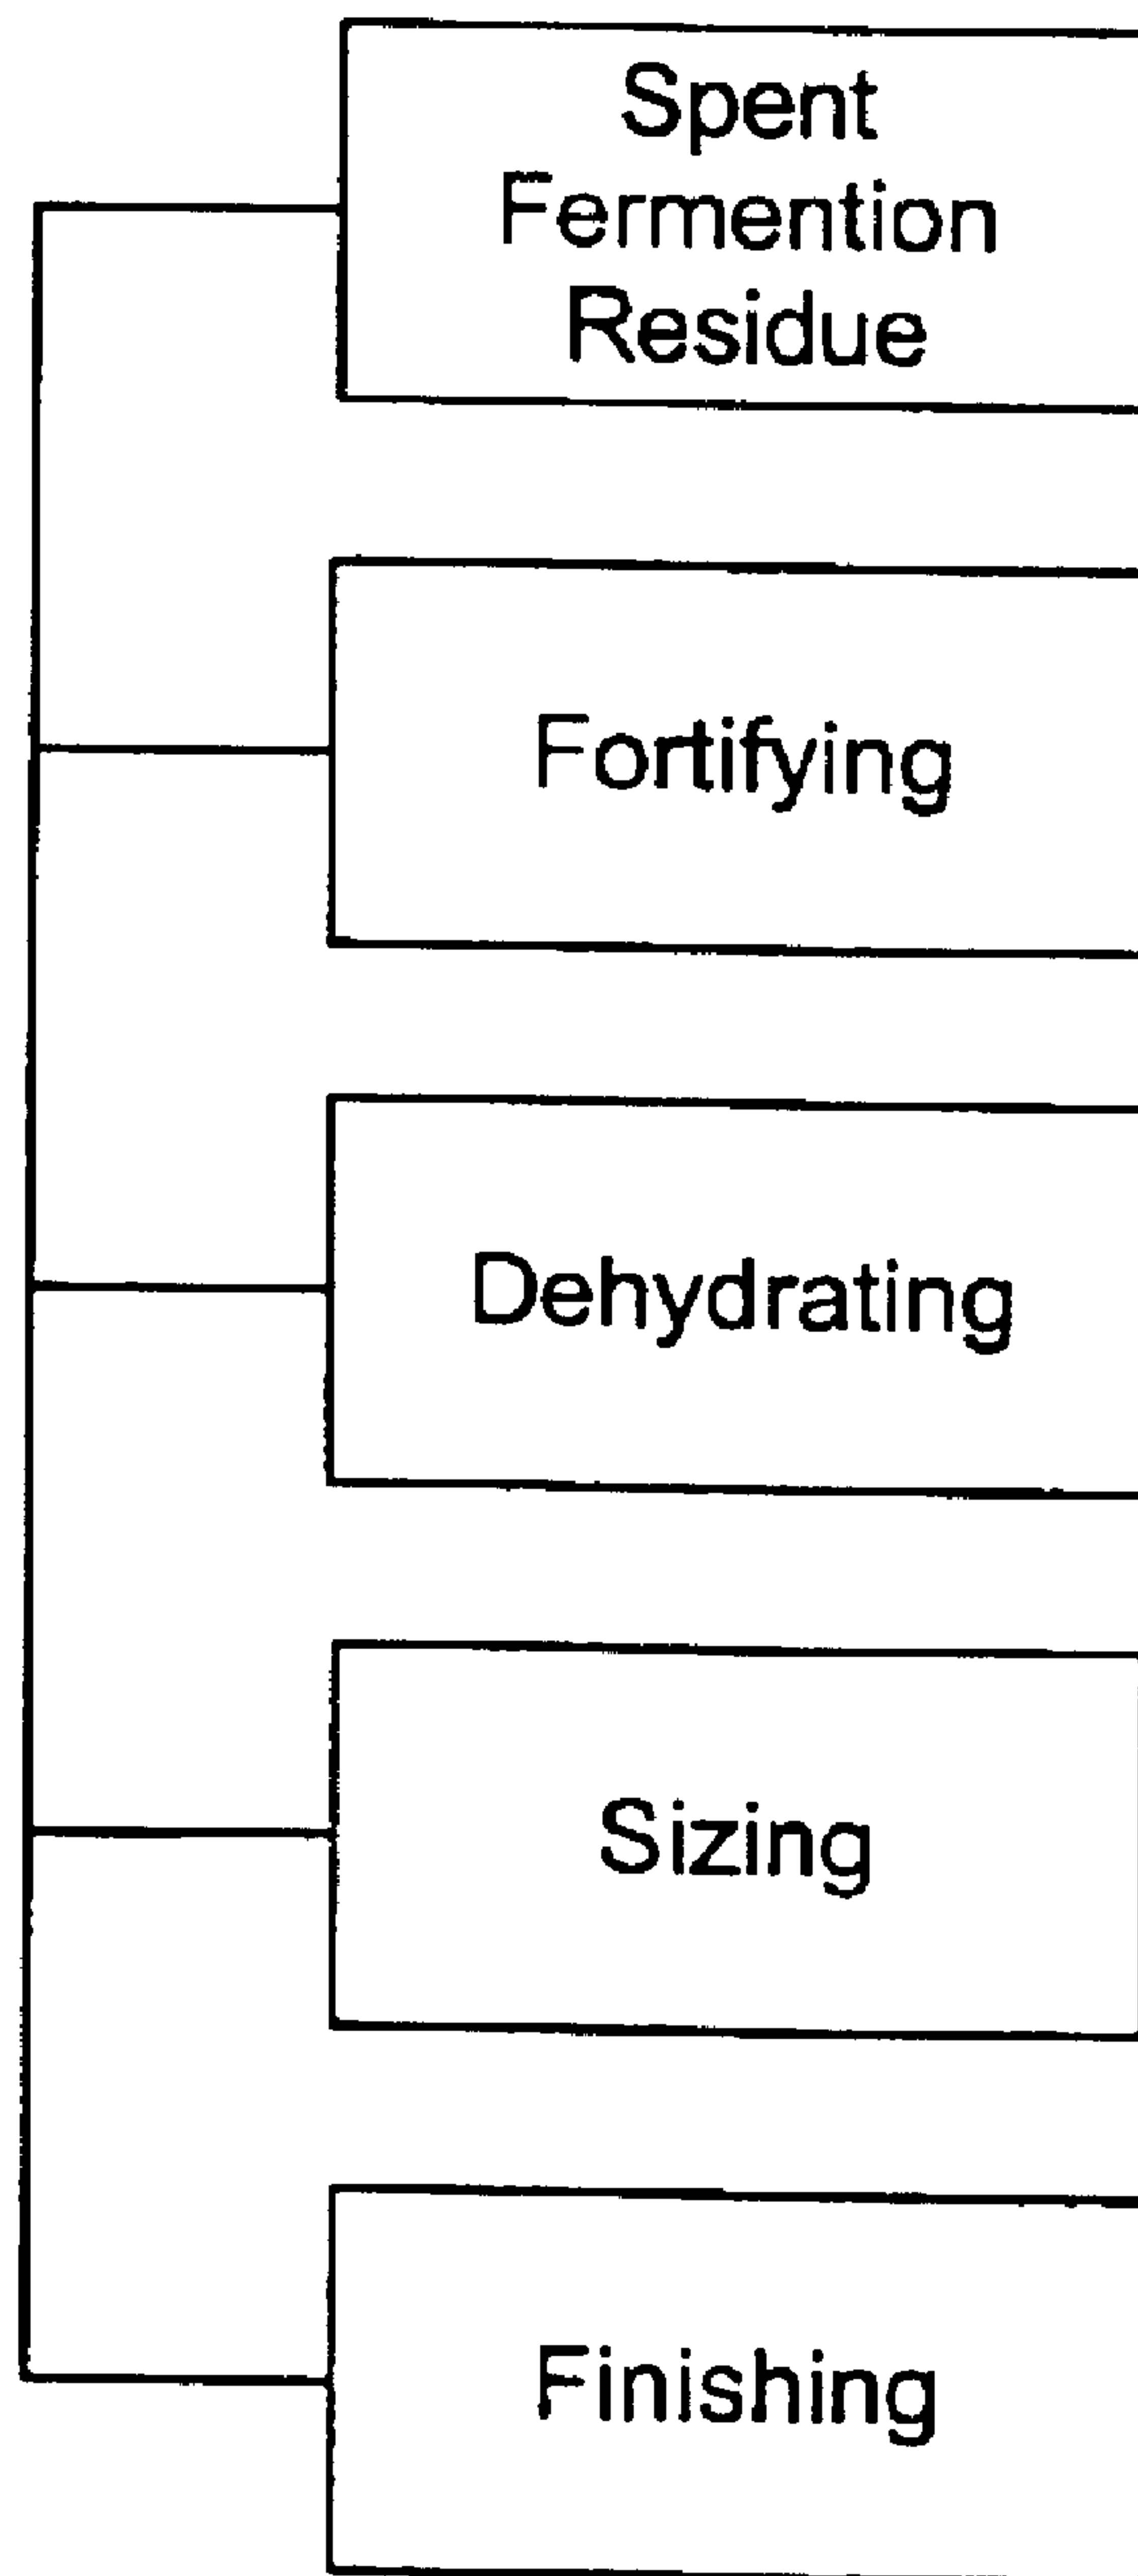 Spent
Fermention
Residue
Fortifying
Dehydrating
Sizing
Finishing